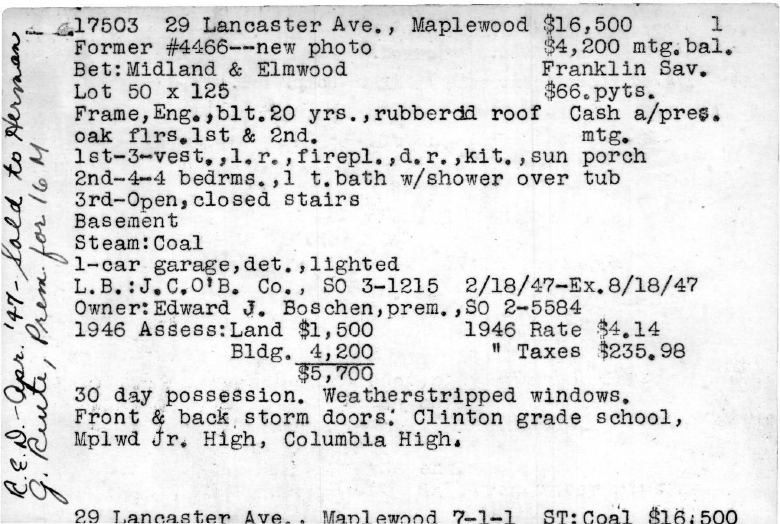 17503 29 Lancaster Ave., Maplewood $16,500 1
Former #4466--new photo $4,200 mtg.bal.
Bet:Midland & Elmwood Franklin Sav.
Lot 50 x 125 $66.pyts.
Frame,Eng.,blt.20 yrs.,rubberdd roof Cash a/pres.
oak flrs.1st & 2nd. mtg.
1st-3-vest.,l.r.,firepl.,d.r.,kit.,sun porch
2nd-4-4 bedrms.,1 t.bath w/shower over tub
3rd-Open,closed stairs
Basement
Steam:Coal
1-car garage,det.,lighted
L.B.:J.C.O'B. Co., SO 3-1215 2/18/47-Ex.8/18/47
Owner:Edward J. Boschen,prem.,SO 2-5584
1946 Assess:Land $1,500 1946 Rate $4.14
Bldg. 4,200 " Taxes $235.98
$5,700
30 day possession. Weatherstripped windows.
Front & back storm doors. Clinton grade school,
Mplwd Jr. High, Columbia High.
29 Lancaster Ave., Maplewood 7-1-1 ST:Coal $16,500
R.E.D.-Apr. '47-Sold to Herman
G. Rente, Prem. for 16 M